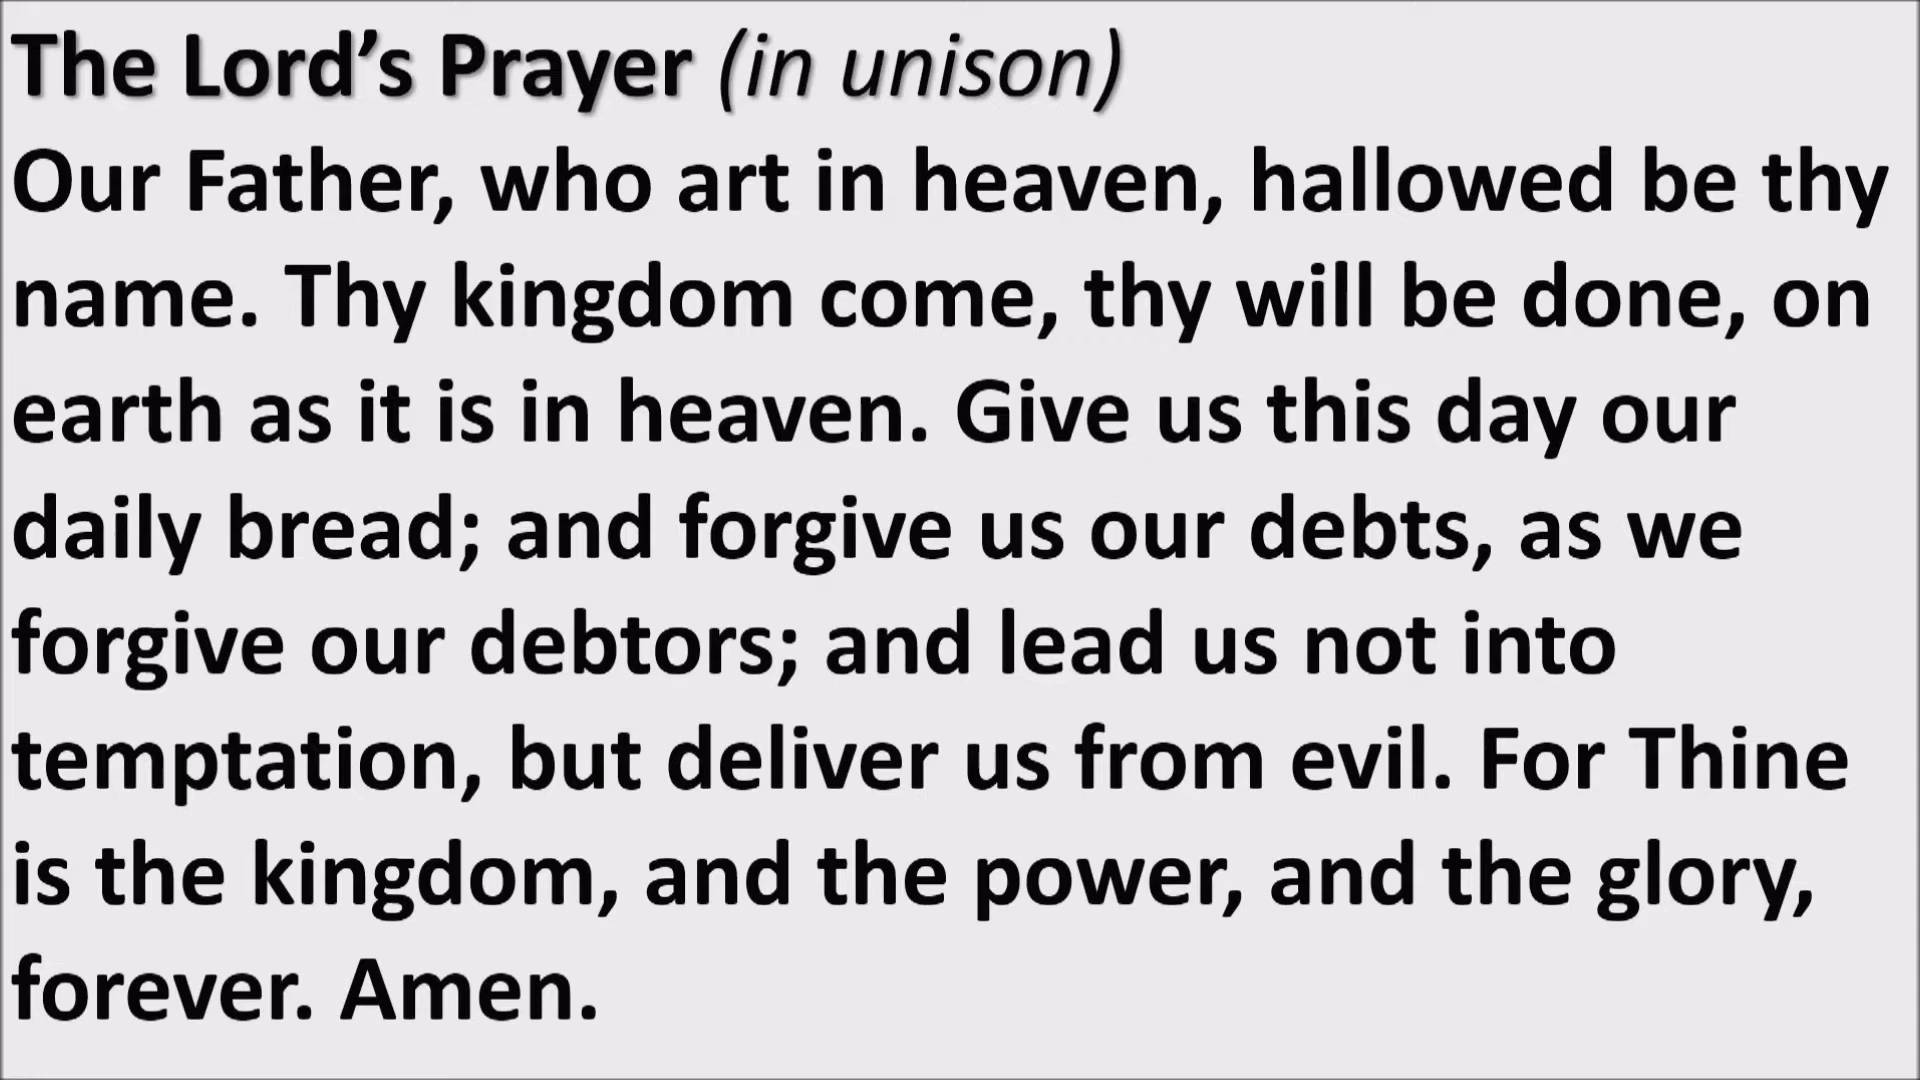 The Lord’s Prayer (in unison)
Our Father, who art in heaven, hallowed be thy
name. Thy kingdom come, thy will be done, on
earth as it is in heaven. Give us this day our
daily bread; and forgive us our debts, as we
forgive our debtors; and lead us not into
temptation, but deliver us from evil. For Thine
is the kingdom, and the power, and the glory,
forever. Amen.